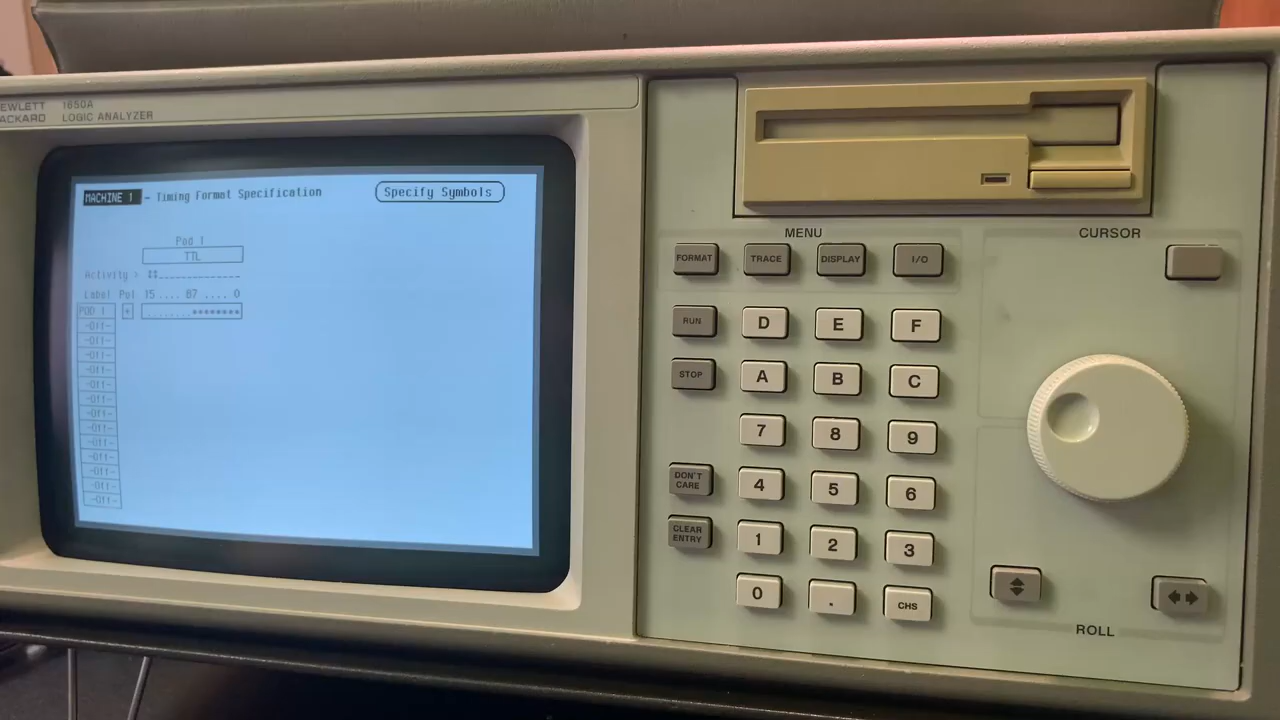 EWLETT 1650A
ACKARD LOGIC ANALYZER
MACHINE 1 - Timing Format Specification
Specify Symbols
Pod 1
TTL
Activity >
Label Pol 15 .... 87 .... 0
POD 1 + ........********
-Off-
-Off-
-Off-
-Off-
-Off-
-Off-
-Off-
-Off-
-Off-
-Off-
-Off-
-Off-
-Off-
MENU
CURSOR
FORMAT TRACE DISPLAY I/O
RUN D E F
STOP A B C
7 8 9
DON'T CARE 4 5 6
CLEAR ENTRY 1 2 3
0 . CHS
ROLL